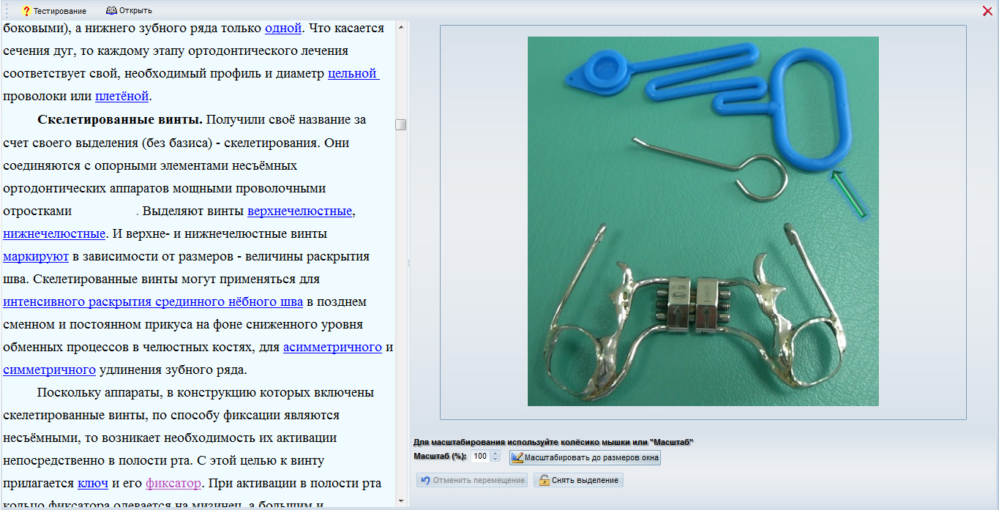 Тестирование Открыть
боковыми), а нижнего зубного ряда только одной. Что касается
сечения дуг, то каждому этапу ортодонтического лечения
соответствует свой, необходимый профиль и диаметр цельной
проволоки или плетёной.
Скелетированные винты. Получили своё название за
счет своего выделения (без базиса) - скелетирования. Они
соединяются с опорными элементами несъёмных
ортодонтических аппаратов мощными проволочными
отростками . Выделяют винты верхнечелюстные,
нижнечелюстные. И верхне- и нижнечелюстные винты
маркируют в зависимости от размеров - величины раскрытия
шва. Скелетированные винты могут применяться для
интенсивного раскрытия срединного нёбного шва в позднем
сменном и постоянном прикуса на фоне сниженного уровня
обменных процессов в челюстных костях, для асимметричного и
симметричного удлинения зубного ряда.
Поскольку аппараты, в конструкцию которых включены
скелетированные винты, по способу фиксации являются
несъёмными, то возникает необходимость их активации
непосредственно в полости рта. С этой целью к винту
прилагается ключ и его фиксатор. При активации в полости рта
кольцо фиксатора одевается на мизинец, а большим и
Для масштабирования используйте колёсико мышки или "Масштаб"
Масштаб (%): 100 Масштабировать до размеров окна
Отменить перемещение Снять выделение